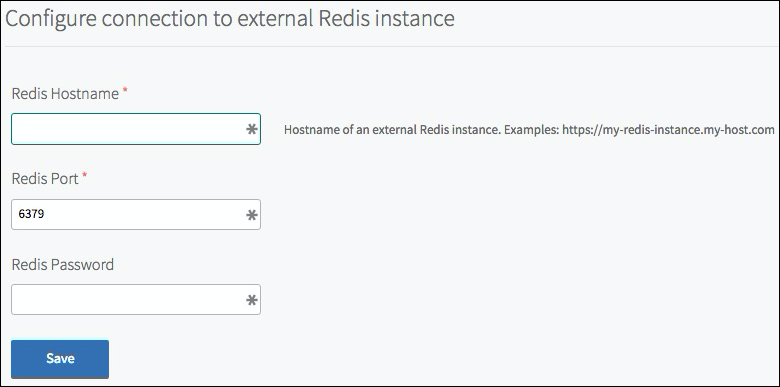 Configure connection to external Redis instance
Redis Hostname *
Hostname of an external Redis instance. Examples: https://my-redis-instance.my-host.com
Redis Port *
6379
Redis Password
Save